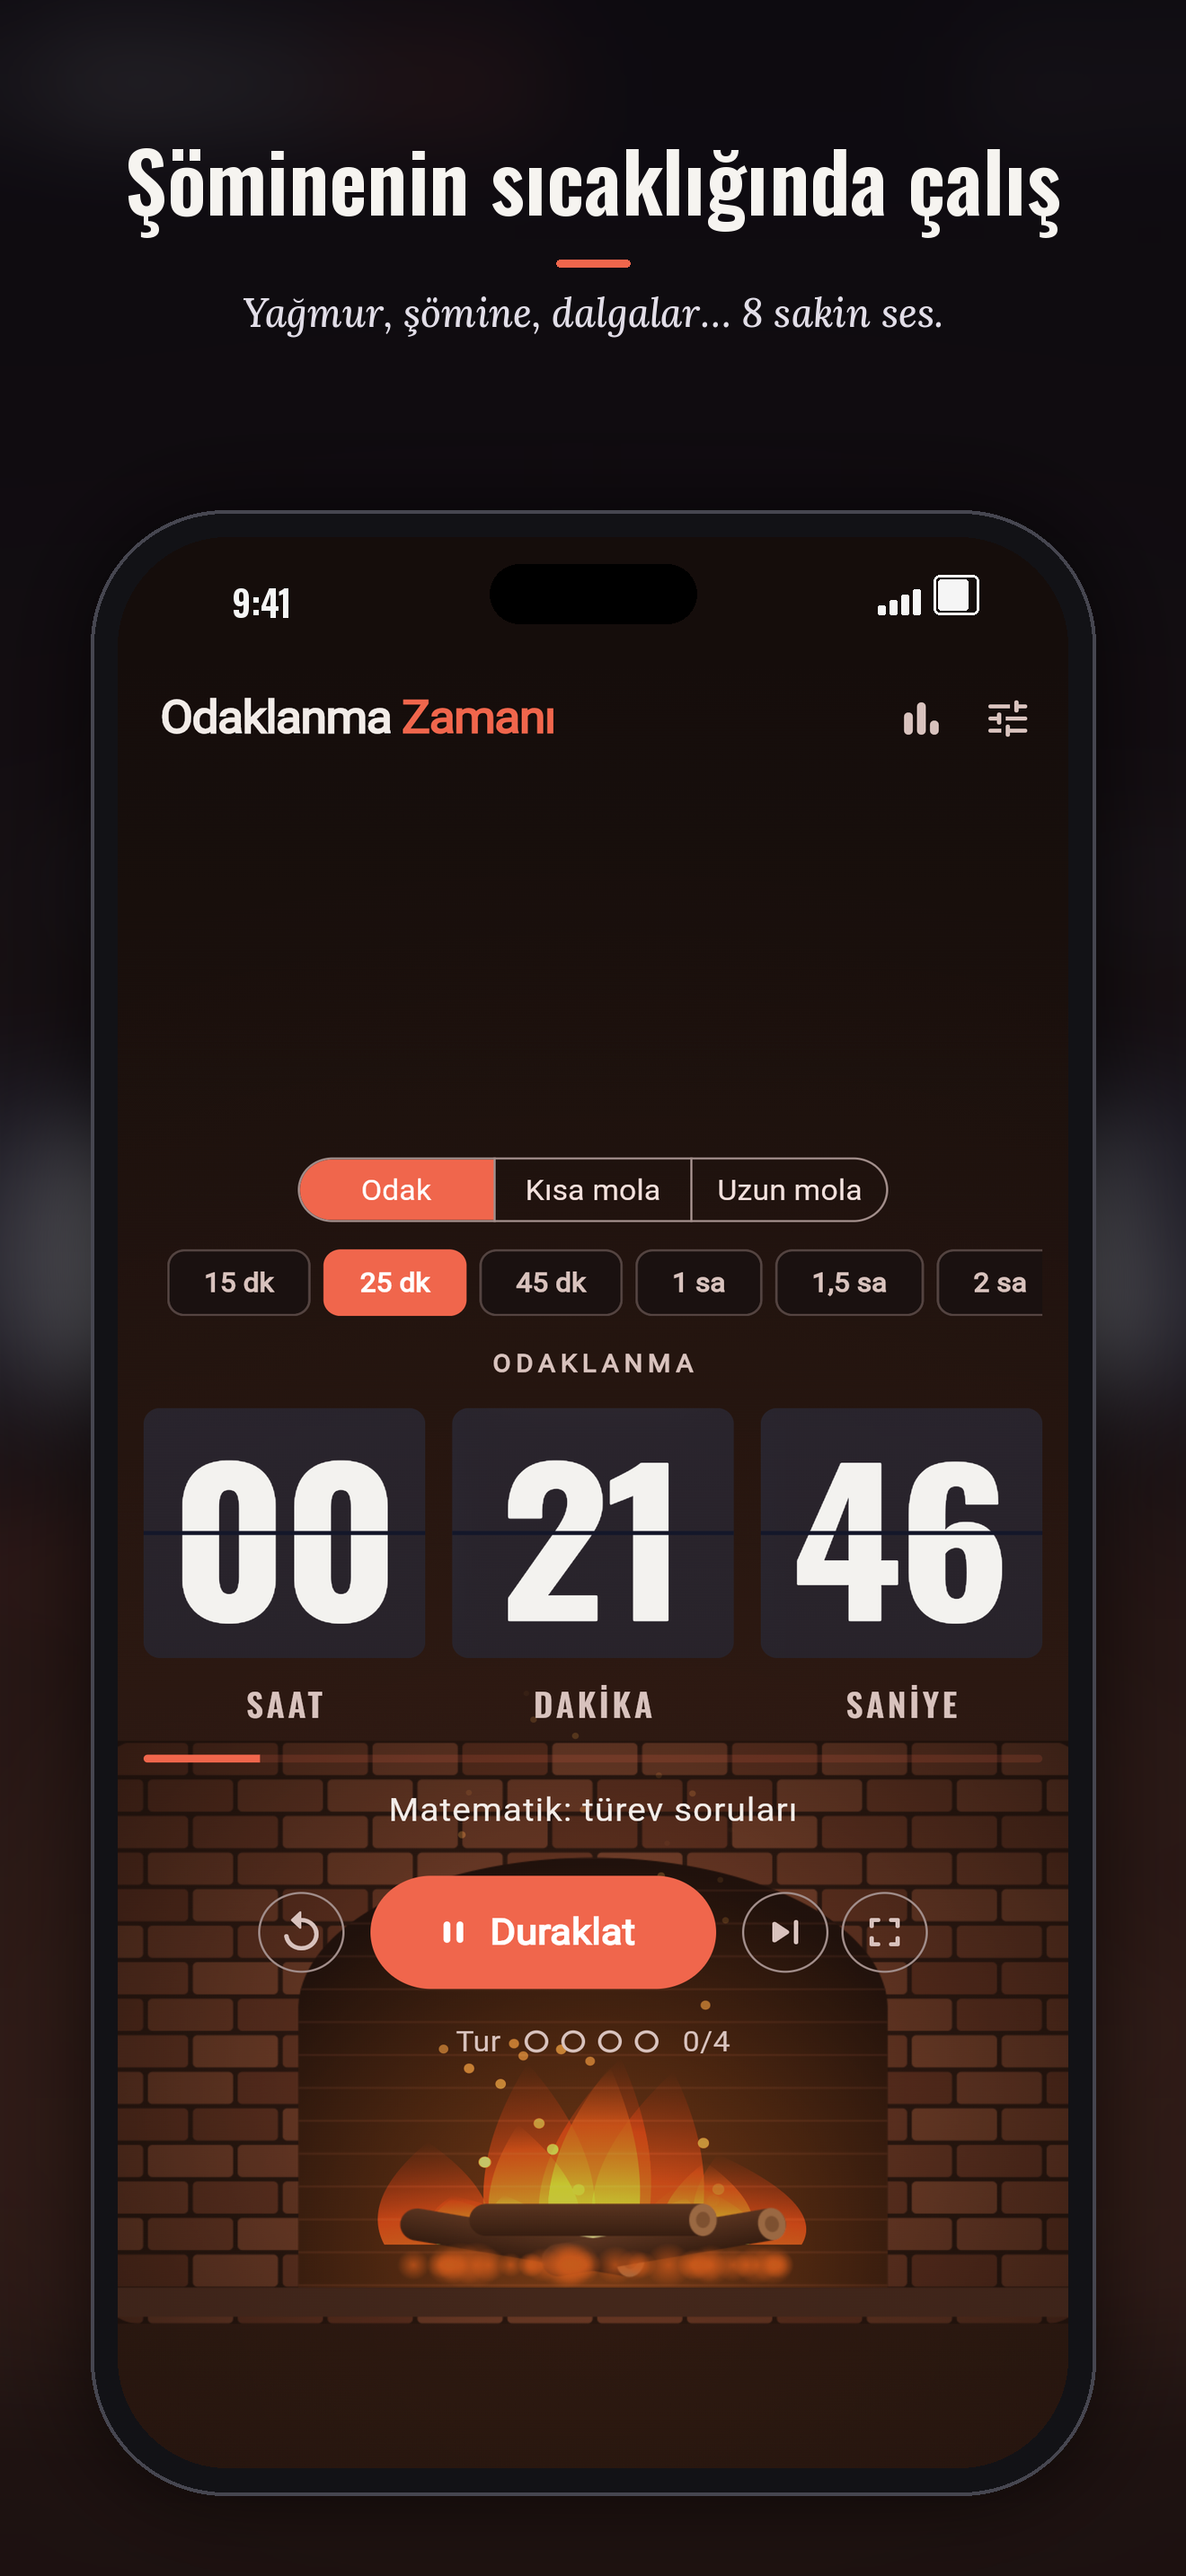 Şöminenin sıcaklığında çalış
Yağmur, şömine, dalgalar... 8 sakin ses.
9:41
Odaklanma Zamanı
Odak Kısa mola Uzun mola
15 dk 25 dk 45 dk 1 sa 1,5 sa 2 sa
ODAKLANMA
00 21 46
SAAT DAKİKA SANİYE
Matematik: türev soruları
Duraklat
Tur 0/4